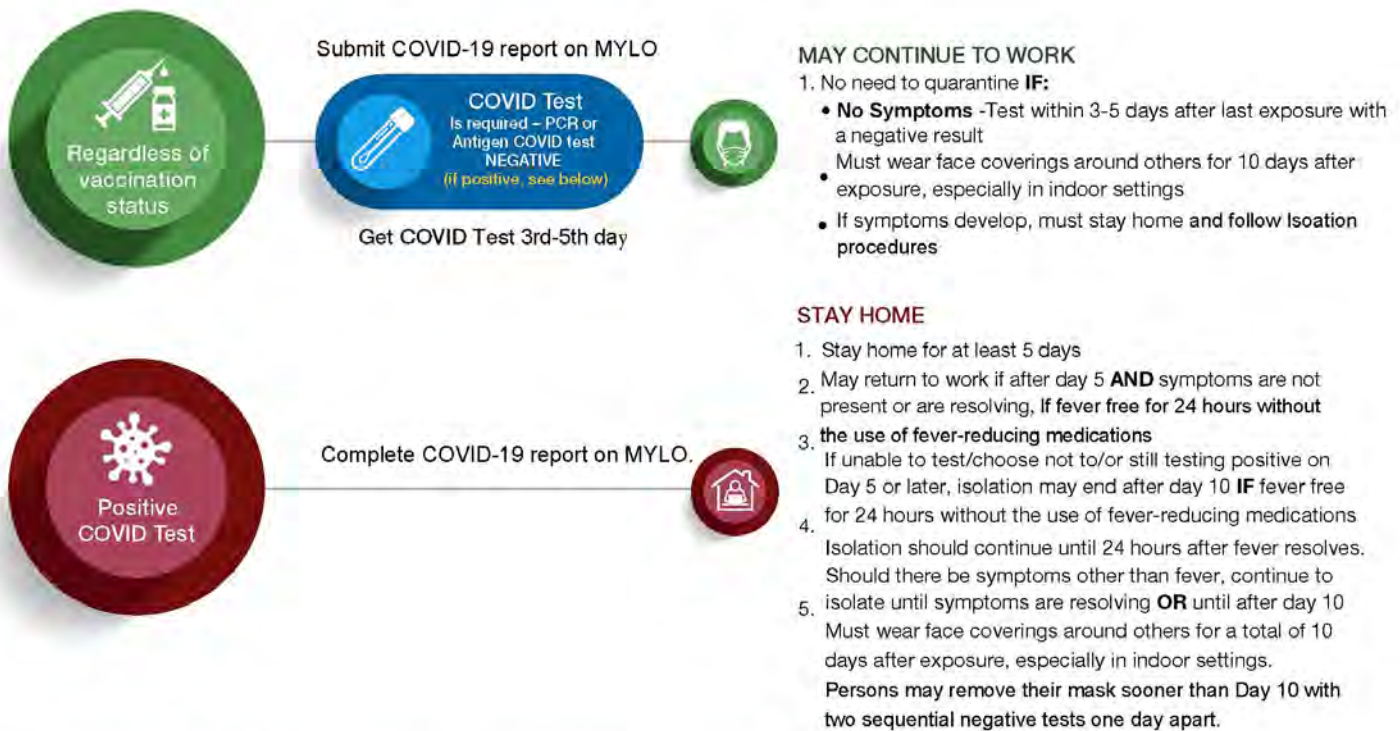 Regardless of
vaccination
status
Submit COVID-19 report on MYLO
COVID Test
Is required – PCR or
Antigen COVID test
NEGATIVE
(if positive, see below)
Get COVID Test 3rd-5th day
MAY CONTINUE TO WORK
1. No need to quarantine IF:
• No Symptoms -Test within 3-5 days after last exposure with
a negative result
Must wear face coverings around others for 10 days after
• exposure, especially in indoor settings
• If symptoms develop, must stay home and follow Isoation
procedures
Positive
COVID Test
Complete COVID-19 report on MYLO.
STAY HOME
1. Stay home for at least 5 days
2. May return to work if after day 5 AND symptoms are not
present or are resolving, If fever free for 24 hours without
3. the use of fever-reducing medications
If unable to test/choose not to/or still testing positive on
Day 5 or later, isolation may end after day 10 IF fever free
4. for 24 hours without the use of fever-reducing medications
Isolation should continue until 24 hours after fever resolves.
Should there be symptoms other than fever, continue to
5. isolate until symptoms are resolving OR until after day 10
Must wear face coverings around others for a total of 10
days after exposure, especially in indoor settings.
Persons may remove their mask sooner than Day 10 with
two sequential negative tests one day apart.